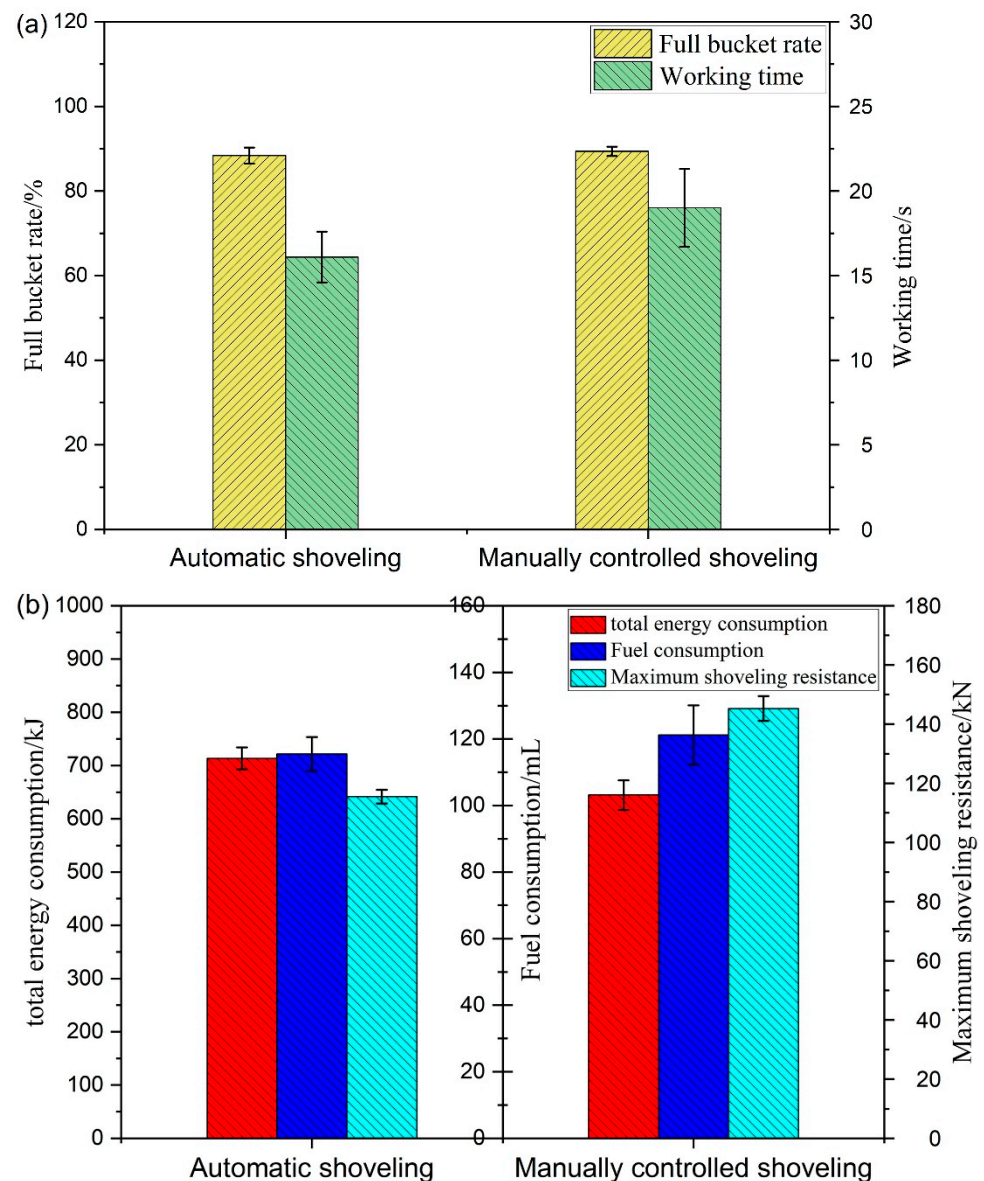 (a)
Full bucket rate
Working time
120
100
80
60
40
20
0
Full bucket rate/%
30
25
20
15
10
5
0
Working time/s
Automatic shoveling
Manually controlled shoveling
(b)
total energy consumption
Fuel consumption
Maximum shoveling resistance
1000
900
800
700
600
500
400
300
200
100
0
total energy consumption/kJ
160
140
120
100
80
60
40
20
0
Fuel consumption/mL
180
160
140
120
100
80
60
40
20
0
Maximum shoveling resistance/kN
Automatic shoveling
Manually controlled shoveling